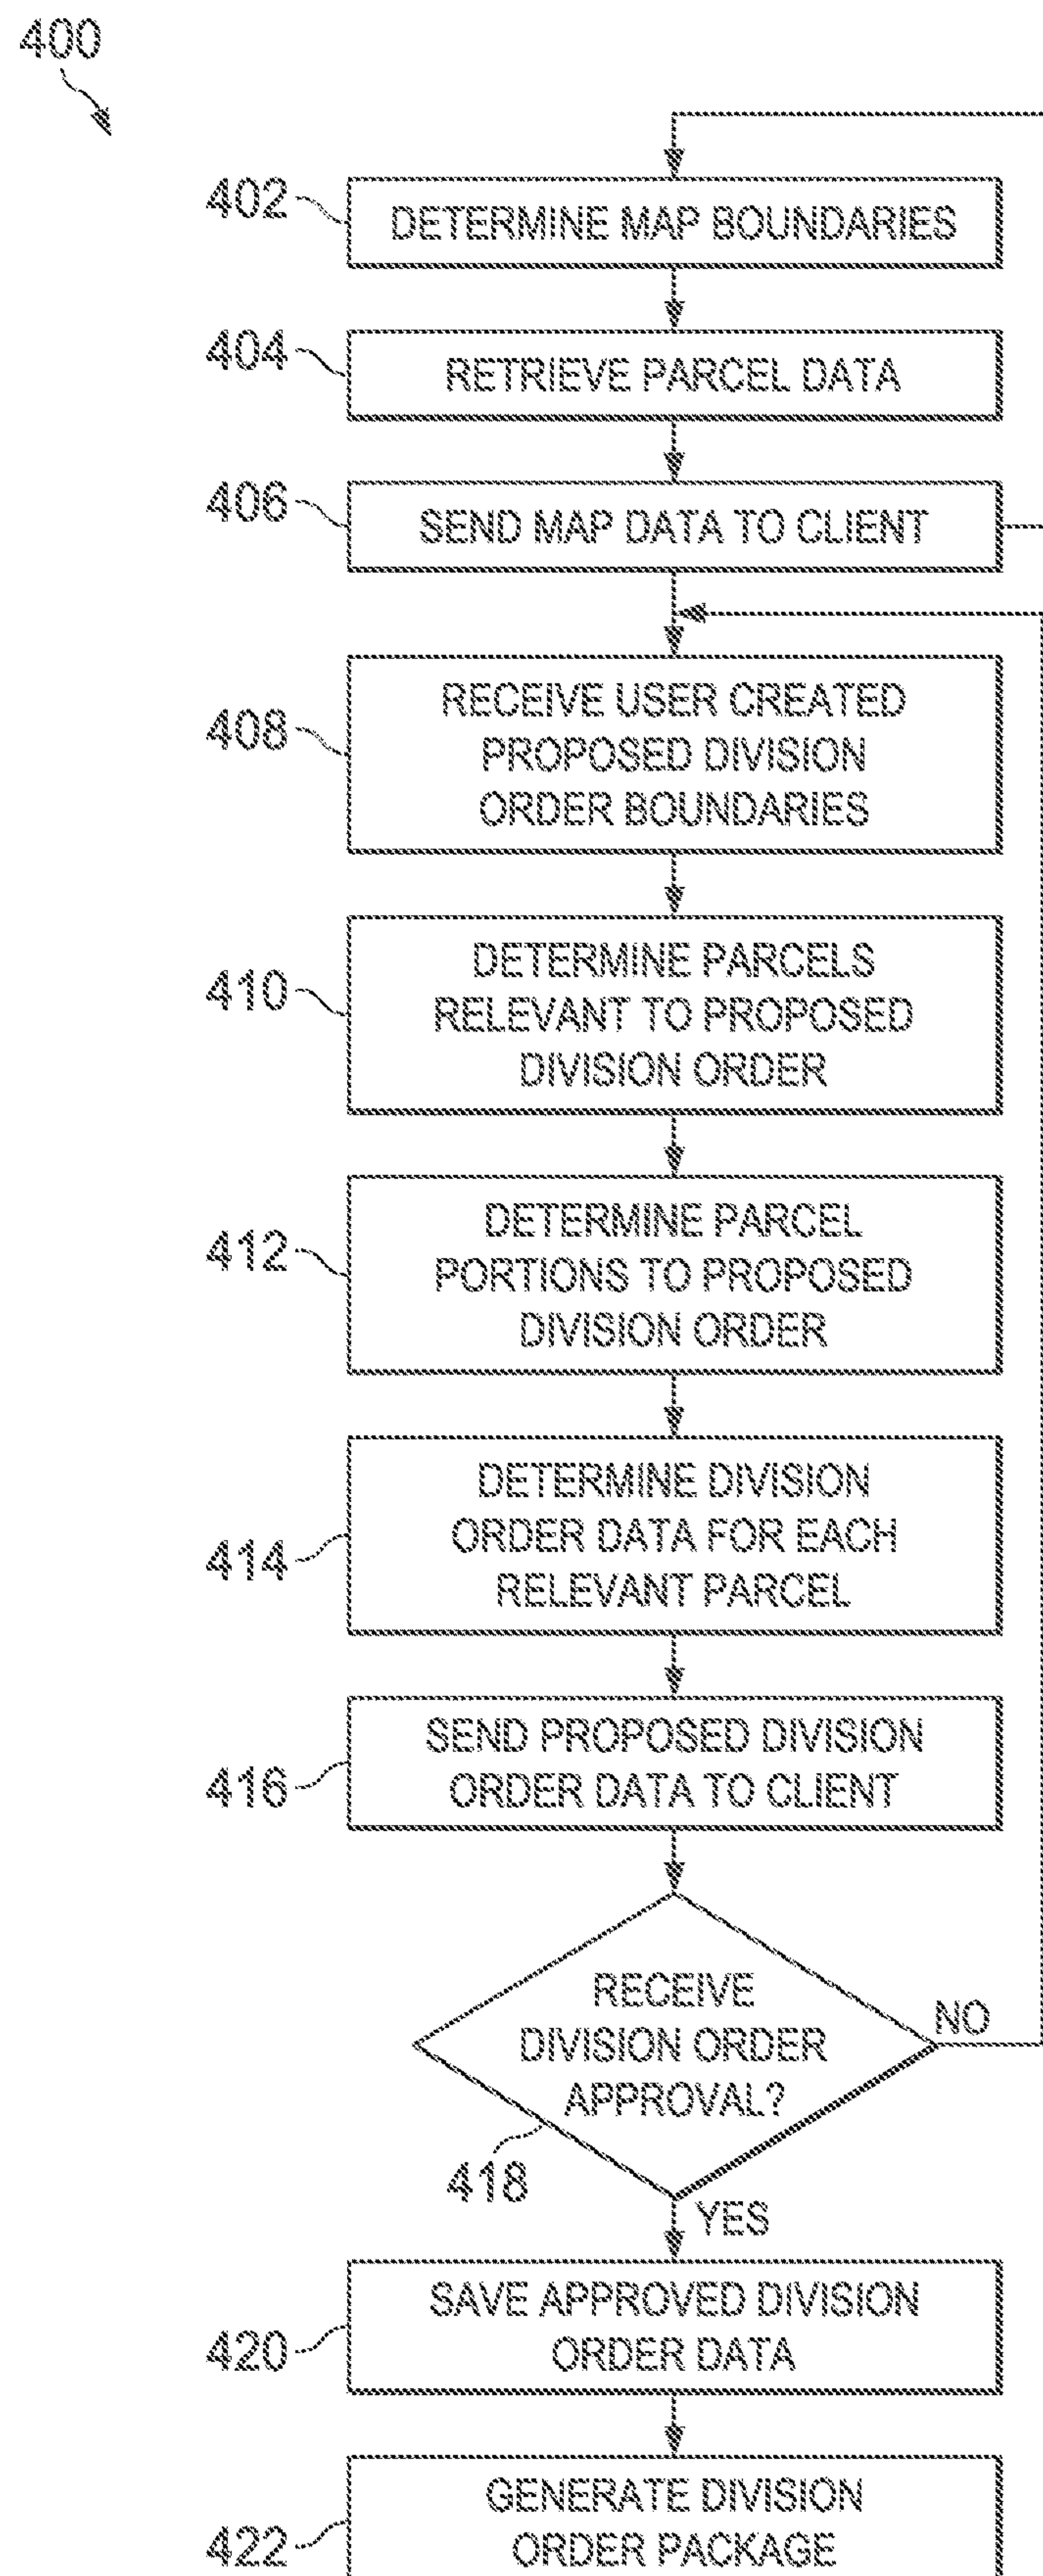 400
402
DETERMINE MAP BOUNDARIES
404
RETRIEVE PARCEL DATA
406
SEND MAP DATA TO CLIENT
408
RECEIVE USER CREATED
PROPOSED DIVISION
ORDER BOUNDARIES
410
DETERMINE PARCELS
RELEVANT TO PROPOSED
DIVISION ORDER
412
DETERMINE PARCEL
PORTIONS TO PROPOSED
DIVISION ORDER
414
DETERMINE DIVISION
ORDER DATA FOR EACH
RELEVANT PARCEL
416
SEND PROPOSED DIVISION
ORDER DATA TO CLIENT
RECEIVE
DIVISION ORDER
APPROVAL?
NO
418
YES
420
SAVE APPROVED DIVISION
ORDER DATA
422
GENERATE DIVISION
ORDER PACKAGE